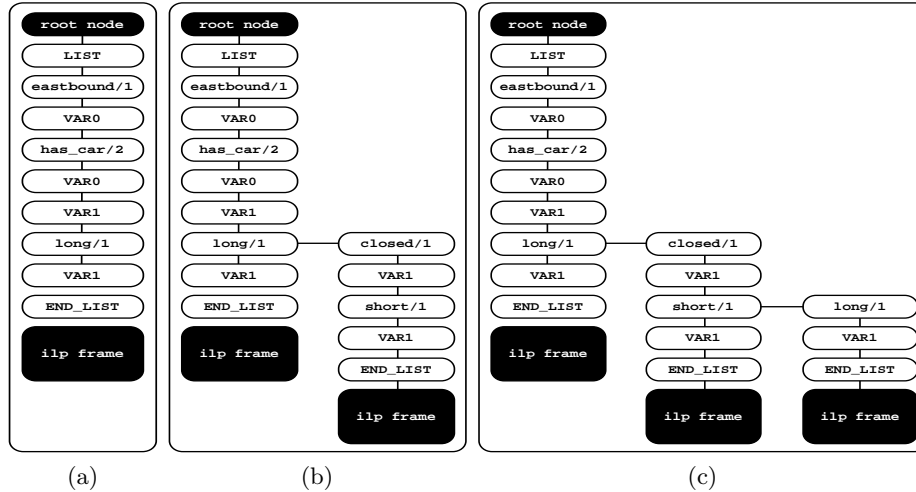 root node
LIST
eastbound/1
VAR0
has_car/2
VAR0
VAR1
long/1
VAR1
END_LIST
ilp frame
(a)
root node
LIST
eastbound/1
VAR0
has_car/2
VAR0
VAR1
long/1
VAR1
END_LIST
ilp frame
closed/1
VAR1
short/1
VAR1
END_LIST
ilp frame
(b)
root node
LIST
eastbound/1
VAR0
has_car/2
VAR0
VAR1
long/1
VAR1
END_LIST
ilp frame
closed/1
VAR1
short/1
VAR1
END_LIST
ilp frame
long/1
VAR1
END_LIST
ilp frame
(c)